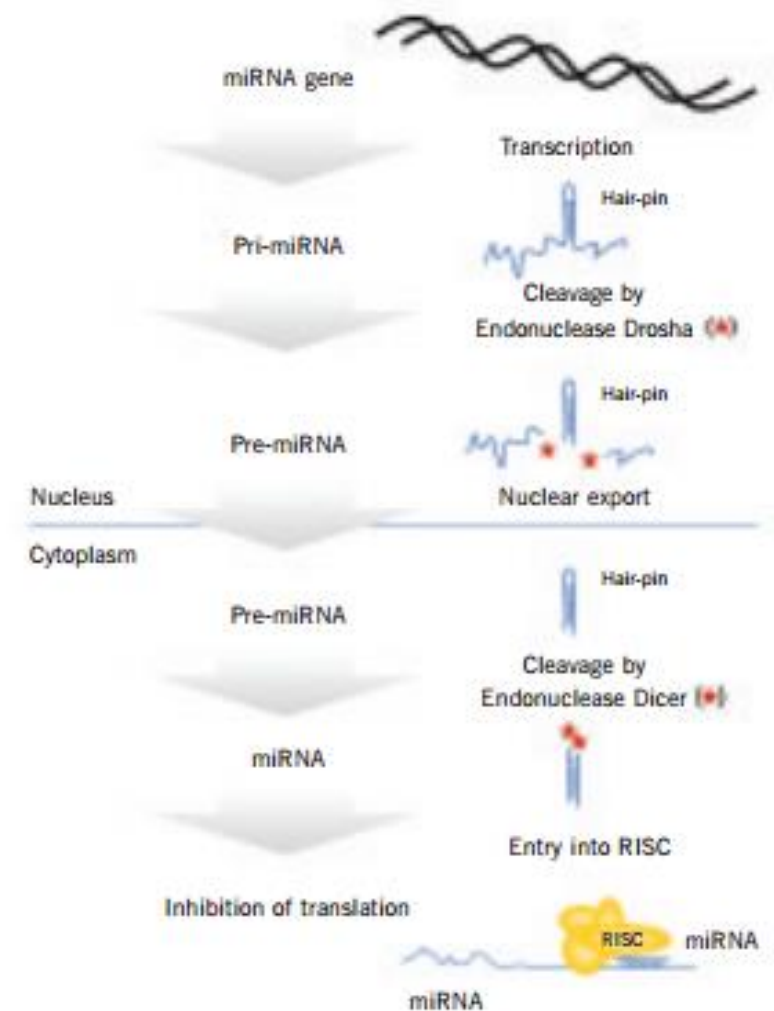 miRNA gene
Transcription
Hair-pin
Pri-miRNA
Cleavage by
Endonuclease Drosha ( )
Hair-pin
Pre-miRNA
Nucleus
Nuclear export
Cytoplasm
Hair-pin
Pre-miRNA
Cleavage by
Endonuclease Dicer ( )
miRNA
Entry into RISC
Inhibition of translation
RISC
miRNA
miRNA